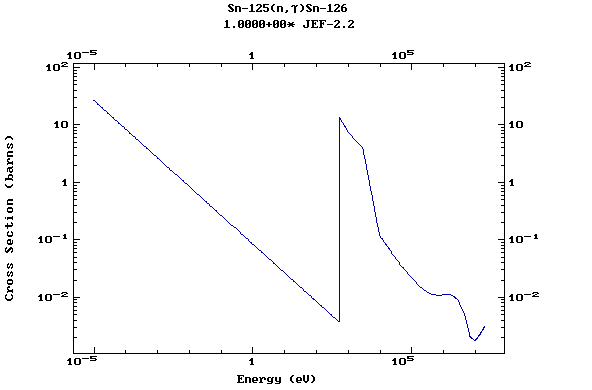 Sn-125(n,γ)Sn-126
1.0000+00* JEF-2.2
10⁻⁵ 1 10⁵
10² 10²
10 10
1 1
10⁻¹ 10⁻¹
10⁻² 10⁻²
10⁻⁵ 1 10⁵
Cross Section (barns)
Energy (eV)